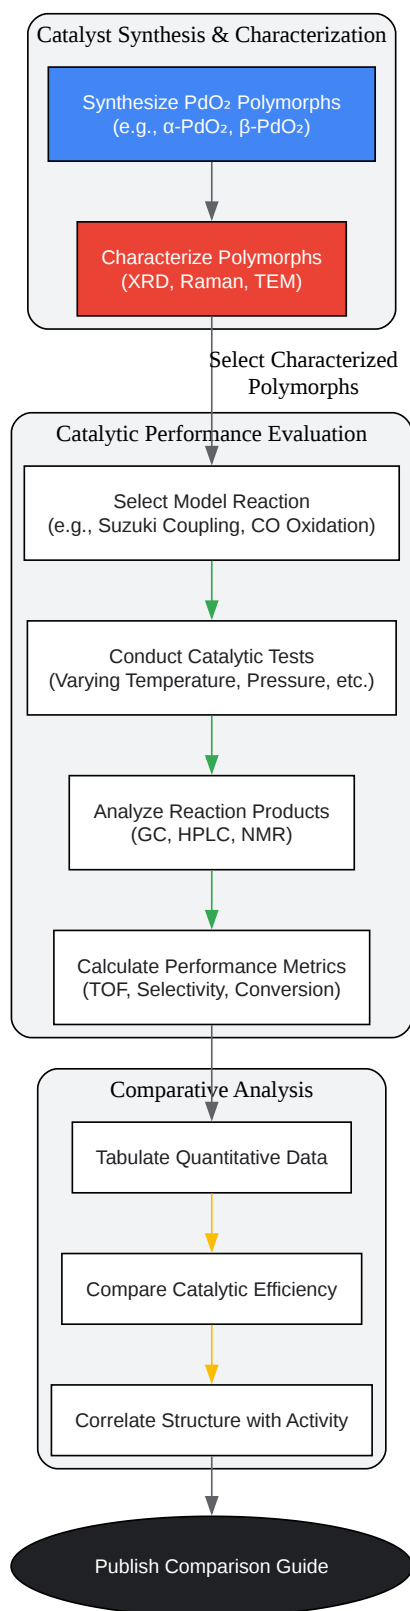 Catalyst Synthesis & Characterization
Synthesize PdO₂ Polymorphs
(e.g., α-PdO₂, β-PdO₂)
Characterize Polymorphs
(XRD, Raman, TEM)
Select Characterized
Polymorphs
Catalytic Performance Evaluation
Select Model Reaction
(e.g., Suzuki Coupling, CO Oxidation)
Conduct Catalytic Tests
(Varying Temperature, Pressure, etc.)
Analyze Reaction Products
(GC, HPLC, NMR)
Calculate Performance Metrics
(TOF, Selectivity, Conversion)
Comparative Analysis
Tabulate Quantitative Data
Compare Catalytic Efficiency
Correlate Structure with Activity
Publish Comparison Guide